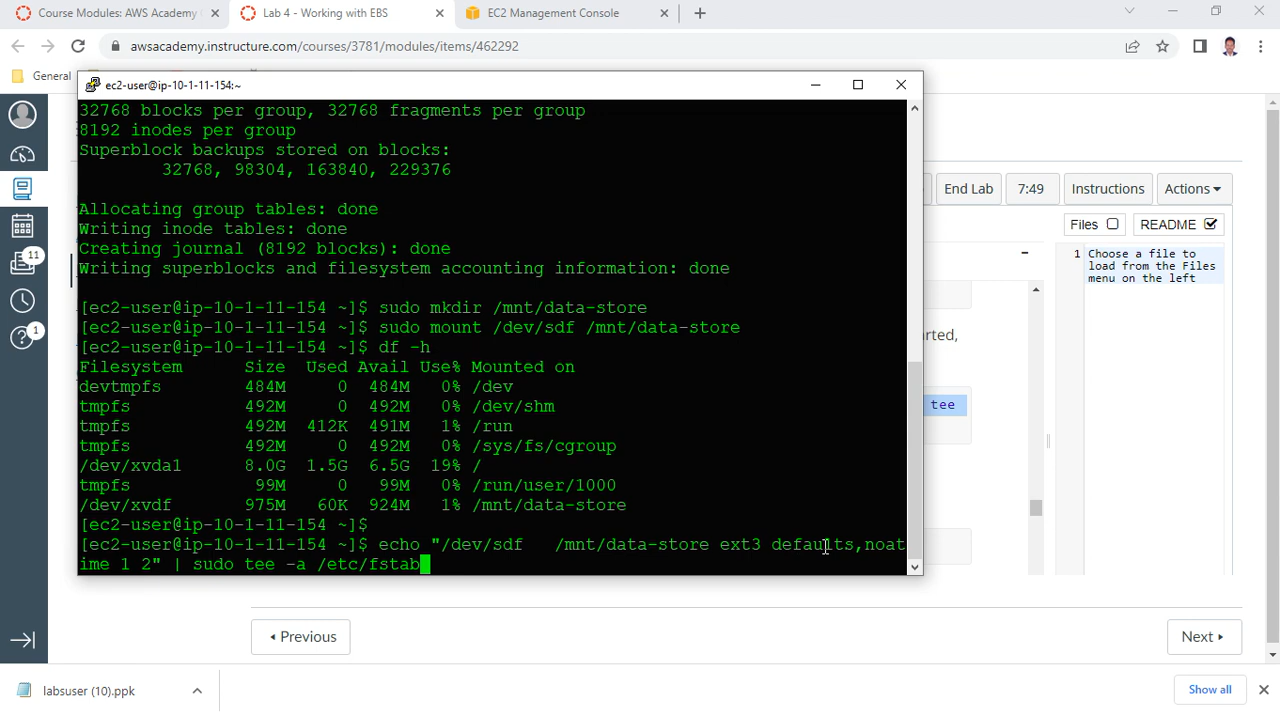 Course Modules: AWS Academy
Lab 4 - Working with EBS
EC2 Management Console
awsacademy.instructure.com/courses/3781/modules/items/462292
General
ec2-user@ip-10-1-11-154:~
32768 blocks per group, 32768 fragments per group
8192 inodes per group
Superblock backups stored on blocks:
32768, 98304, 163840, 229376
Allocating group tables: done
Writing inode tables: done
Creating journal (8192 blocks): done
Writing superblocks and filesystem accounting information: done
[ec2-user@ip-10-1-11-154 ~]$ sudo mkdir /mnt/data-store
[ec2-user@ip-10-1-11-154 ~]$ sudo mount /dev/sdf /mnt/data-store
[ec2-user@ip-10-1-11-154 ~]$ df -h
Filesystem Size Used Avail Use% Mounted on
devtmpfs 484M 0 484M 0% /dev
tmpfs 492M 0 492M 0% /dev/shm
tmpfs 492M 412K 491M 1% /run
tmpfs 492M 0 492M 0% /sys/fs/cgroup
/dev/xvda1 8.0G 1.5G 6.5G 19% /
tmpfs 99M 0 99M 0% /run/user/1000
/dev/xvdf 975M 60K 924M 1% /mnt/data-store
[ec2-user@ip-10-1-11-154 ~]$
[ec2-user@ip-10-1-11-154 ~]$ echo "/dev/sdf /mnt/data-store ext3 defaults,noat
ime 1 2" | sudo tee -a /etc/fstab
End Lab
7:49
Instructions
Actions
Files
README
1 Choose a file to
load from the Files
menu on the left
rted,
tee
11
1
Previous
Next
labsuser (10).ppk
Show all